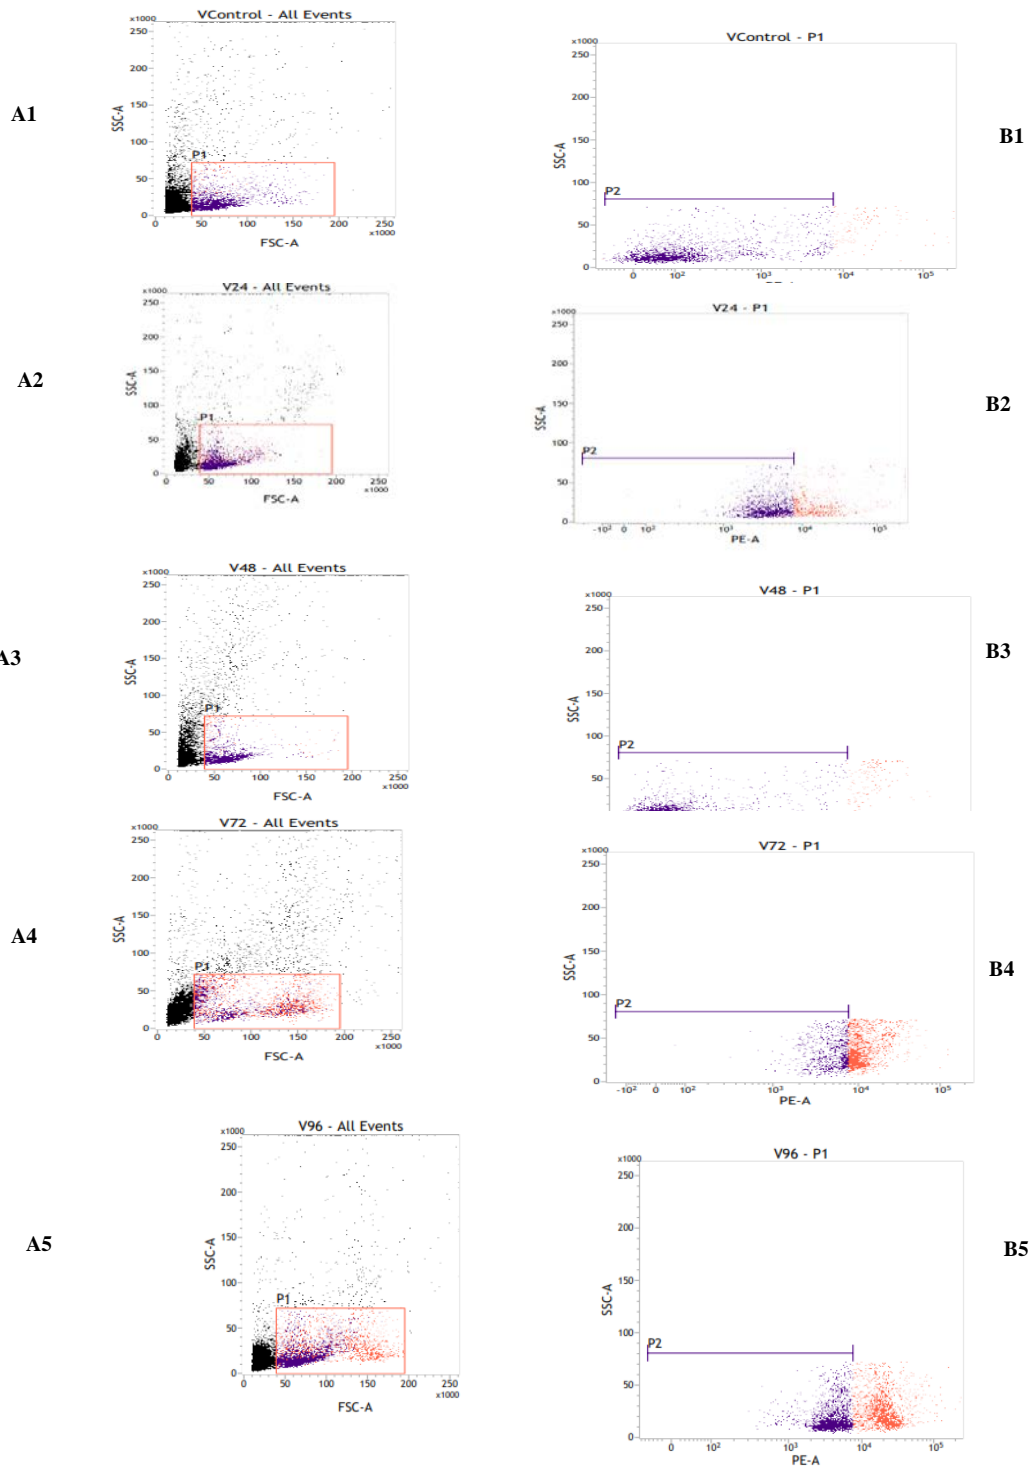 VControl - All Events
x1000
250
200
150
100
50
0
SSC-A
P1
0 50 100 150 200 250
x1000
FSC-A
A1
VControl - P1
x1000
250
200
150
100
50
0
SSC-A
P2
0 10² 10³ 10⁴ 10⁵
B1
V24 - All Events
x1000
250
200
150
100
50
0
SSC-A
P1
0 50 100 150 200 250
x1000
FSC-A
A2
V24 - P1
x1000
250
200
150
100
50
0
SSC-A
P2
-10² 0 10² 10³ 10⁴ 10⁵
PE-A
B2
V48 - All Events
x1000
250
200
150
100
50
0
SSC-A
P1
0 50 100 150 200 250
x1000
FSC-A
A3
V48 - P1
x1000
250
200
150
100
50
SSC-A
P2
B3
V72 - All Events
x1000
250
200
150
100
50
0
SSC-A
P1
0 50 100 150 200 250
x1000
FSC-A
A4
V72 - P1
x1000
250
200
150
100
50
0
SSC-A
P2
-10² 0 10² 10³ 10⁴ 10⁵
PE-A
B4
V96 - All Events
x1000
250
200
150
100
50
0
SSC-A
P1
0 50 100 150 200 250
x1000
FSC-A
A5
V96 - P1
x1000
250
200
150
100
50
0
SSC-A
P2
0 10² 10³ 10⁴ 10⁵
PE-A
B5